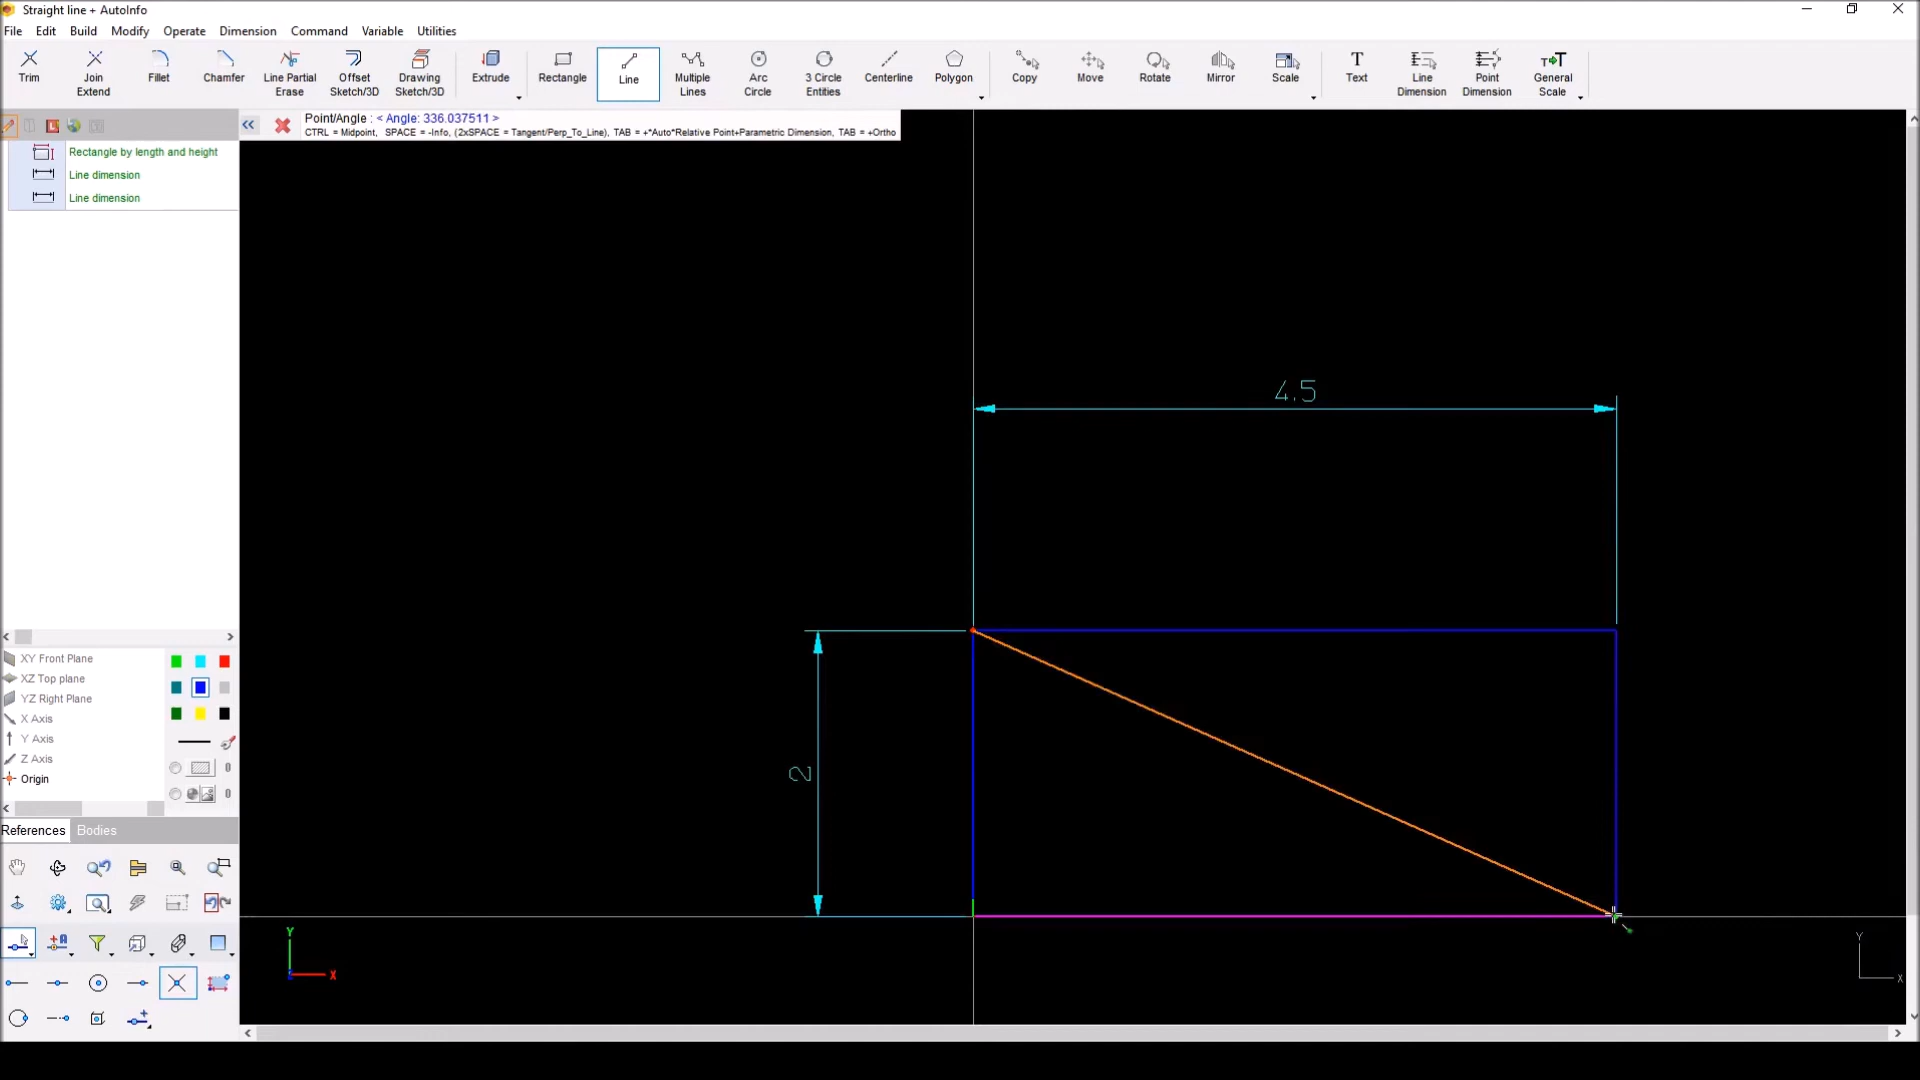 Straight line + AutoInfo
File Edit Build Modify Operate Dimension Command Variable Utilities
Trim
Join Extend
Fillet
Chamfer
Line Partial Erase
Offset Sketch/3D
Drawing Sketch/3D
Extrude
Rectangle
Line
Multiple Lines
Arc Circle
3 Circle Entities
Centerline
Polygon
Copy
Move
Rotate
Mirror
Scale
Text
Line Dimension
Point Dimension
General Scale
Point/Angle : < Angle: 336.037511 >
CTRL = Midpoint, SPACE = -Info, (2xSPACE = Tangent/Perp_To_Line), TAB = +*Auto*Relative Point+Parametric Dimension, TAB = +Ortho
Rectangle by length and height
Line dimension
Line dimension
4.5
2
XY Front Plane
XZ Top plane
YZ Right Plane
X Axis
Y Axis
Z Axis
Origin
0
0
References Bodies
Y
X
Y
X